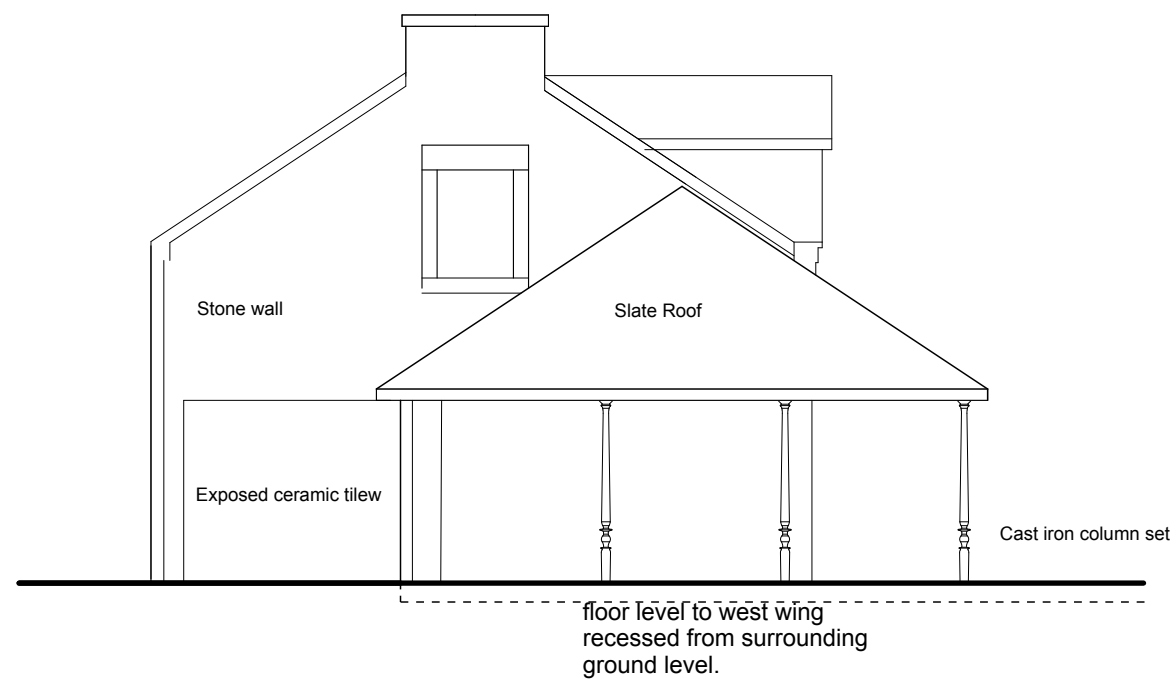 Stone wall
Slate Roof
Exposed ceramic tilew
Cast iron column set
floor level to west wing
recessed from surrounding
ground level.